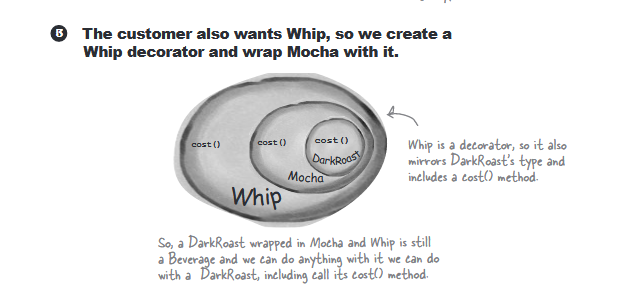 B The customer also wants Whip, so we create a
Whip decorator and wrap Mocha with it.
cost() cost() cost()
DarkRoast
Mocha
Whip
Whip is a decorator, so it also
mirrors DarkRoast's type and
includes a cost() method.
So, a DarkRoast wrapped in Mocha and Whip is still
a Beverage and we can do anything with it we can do
with a DarkRoast, including call its cost() method.